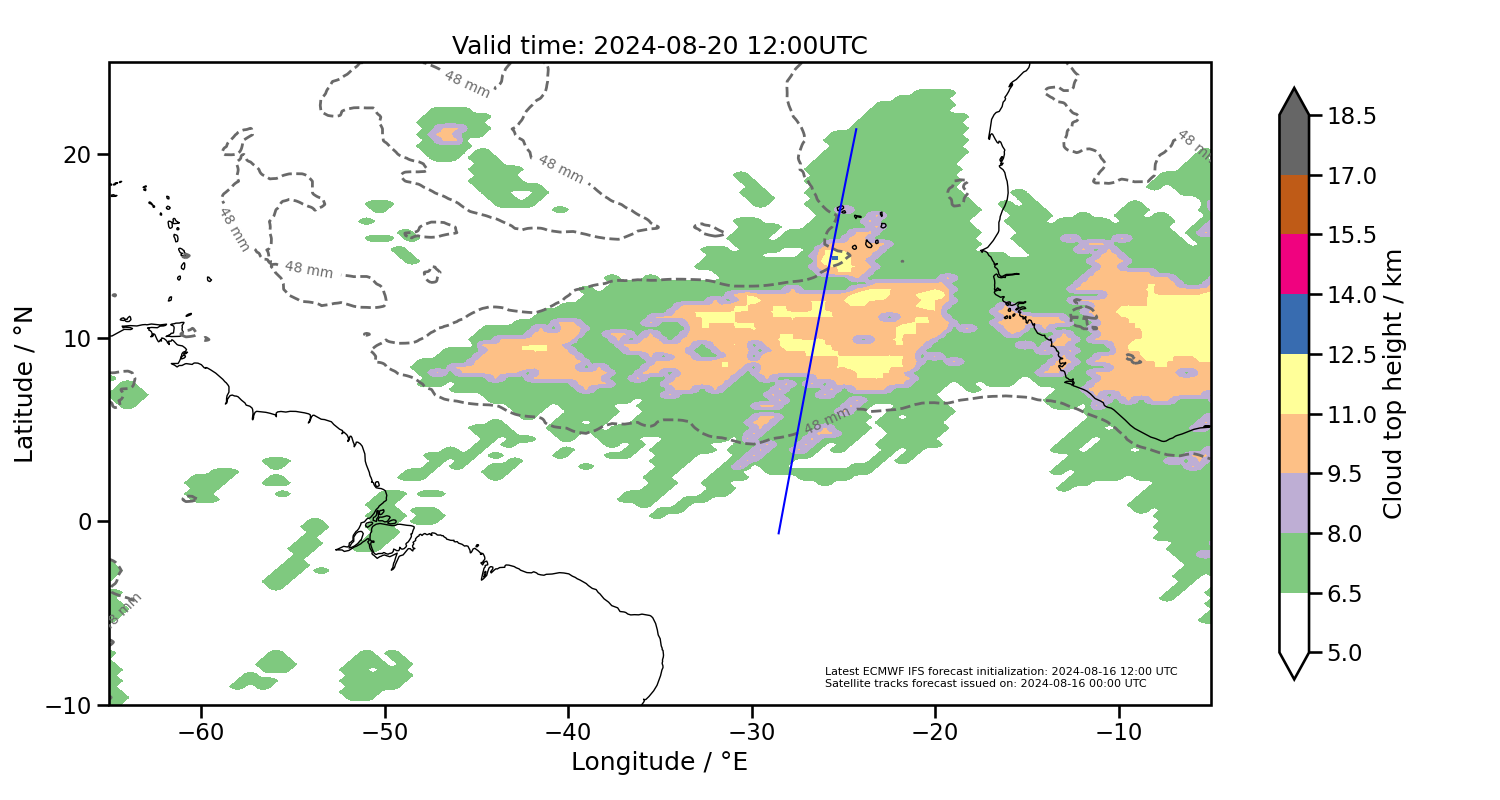 Valid time: 2024-08-20 12:00UTC
48 mm
48 mm
48 mm
48 mm
48 mm
48 mm
mm
Latitude / °N
20
10
0
−10
Latest ECMWF IFS forecast initialization: 2024-08-16 12:00 UTC
Satellite tracks forecast issued on: 2024-08-16 00:00 UTC
−60
−50
−40
−30
−20
−10
Longitude / °E
18.5
17.0
15.5
14.0
12.5
11.0
9.5
8.0
6.5
5.0
Cloud top height / km